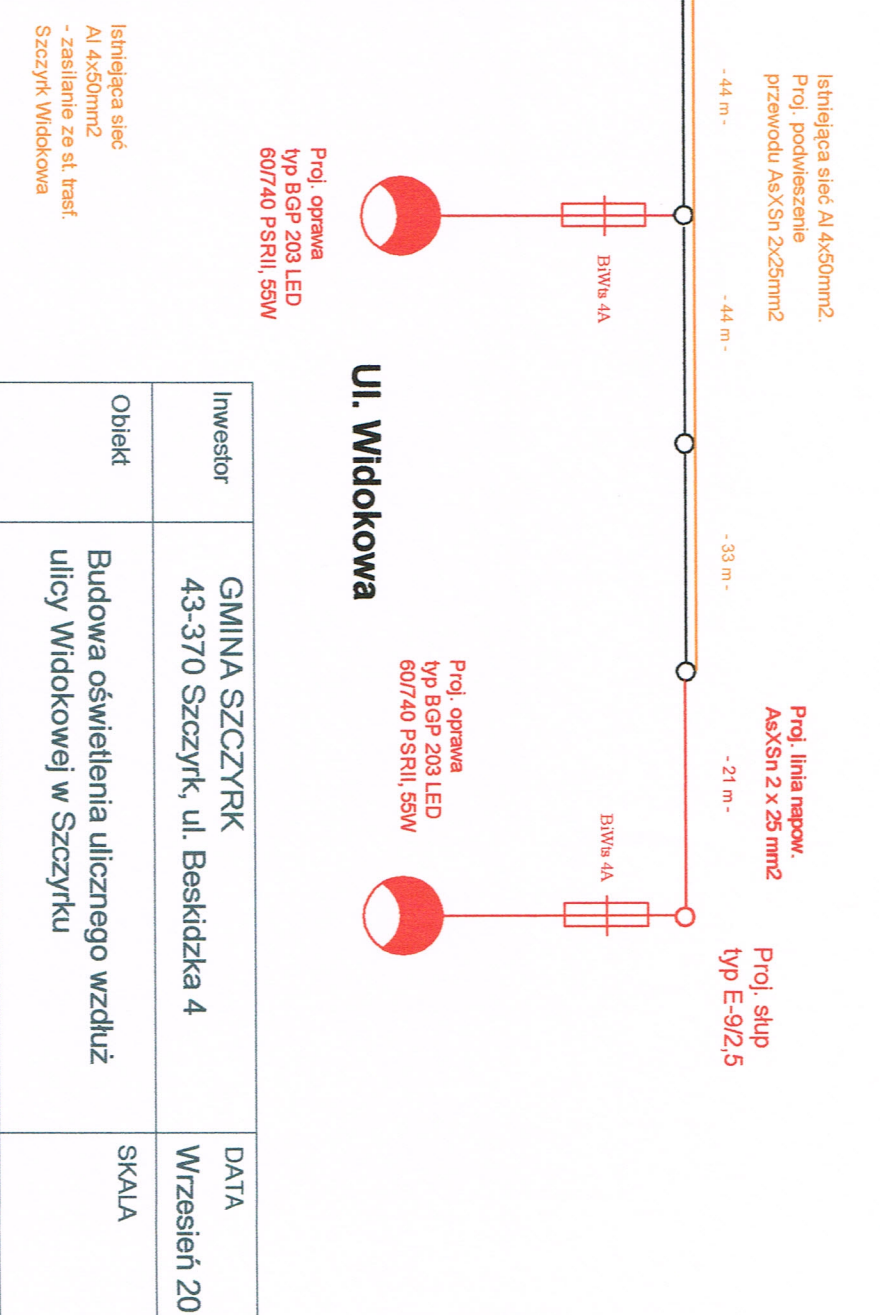 Istniejąca sieć Al 4x50mm2.
Proj. podwieszenie
przewodu AsXSn 2x25mm2
- 44 m -
- 44 m -
- 33 m -
Proj. linia napow.
AsXSn 2 x 25 mm2
- 21 m -
Proj. słup
typ E-9/2,5
BiWts 4A
BiWts 4A
Proj. oprawa
typ BGP 203 LED
60/740 PSRII, 55W
Proj. oprawa
typ BGP 203 LED
60/740 PSRII, 55W
Ul. Widokowa
Istniejąca sieć
Al 4x50mm2
- zasilanie ze st. trasf.
Szczyrk Widokowa
Inwestor
GMINA SZCZYRK
43-370 Szczyrk, ul. Beskidzka 4
DATA
Wrzesień 20
Obiekt
Budowa oświetlenia ulicznego wzdłuż
ulicy Widokowej w Szczyrku
SKALA